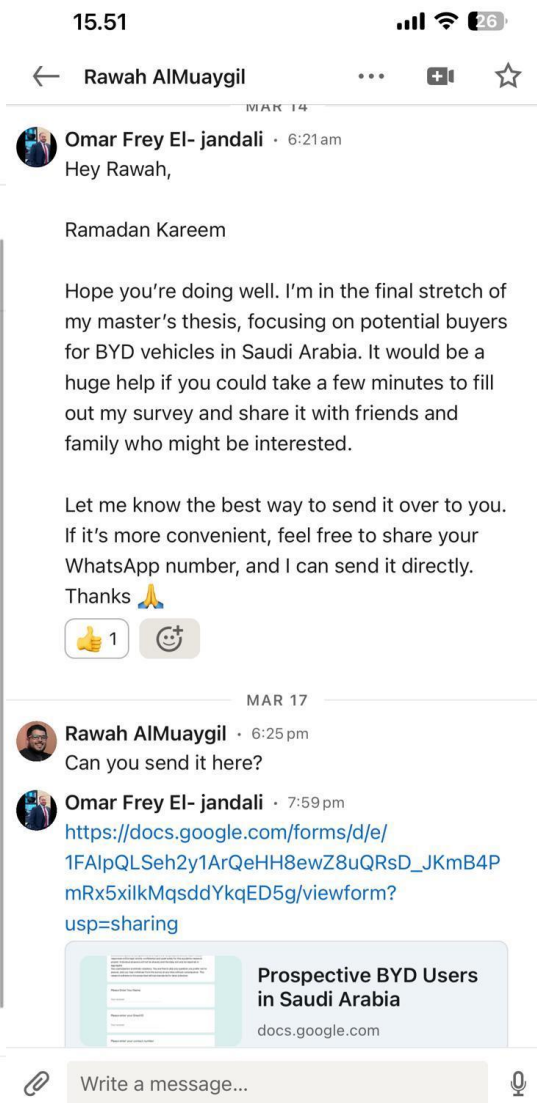 15.51
26
Rawah AlMuaygil
MAR 14
Omar Frey El- jandali • 6:21 am
Hey Rawah,
Ramadan Kareem
Hope you’re doing well. I’m in the final stretch of
my master’s thesis, focusing on potential buyers
for BYD vehicles in Saudi Arabia. It would be a
huge help if you could take a few minutes to fill
out my survey and share it with friends and
family who might be interested.
Let me know the best way to send it over to you.
If it’s more convenient, feel free to share your
WhatsApp number, and I can send it directly.
Thanks 🙏
👍 1
MAR 17
Rawah AlMuaygil • 6:25 pm
Can you send it here?
Omar Frey El- jandali • 7:59 pm
https://docs.google.com/forms/d/e/
1FAIpQLSeh2y1ArQeHH8ewZ8uQRsD_JKmB4P
mRx5xilkMqsddYkqED5g/viewform?
usp=sharing
Prospective BYD Users
in Saudi Arabia
docs.google.com
Write a message...